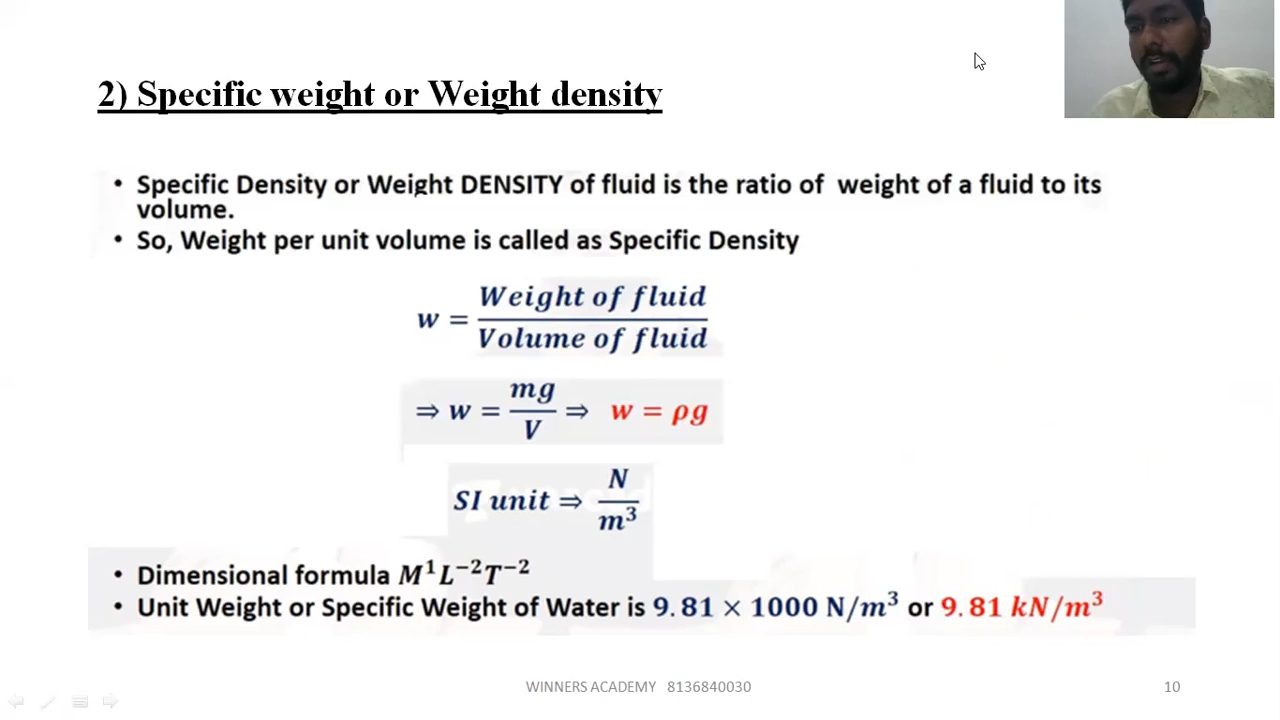 2) Specific weight or Weight density
• Specific Density or Weight DENSITY of fluid is the ratio of weight of a fluid to its
volume.
• So, Weight per unit volume is called as Specific Density
w = Weight of fluid / Volume of fluid
⇒ w = mg / V ⇒ w = ρg
SI unit ⇒ N / m³
• Dimensional formula M¹L⁻²T⁻²
• Unit Weight or Specific Weight of Water is 9.81 × 1000 N/m³ or 9.81 kN/m³
WINNERS ACADEMY 8136840030
10